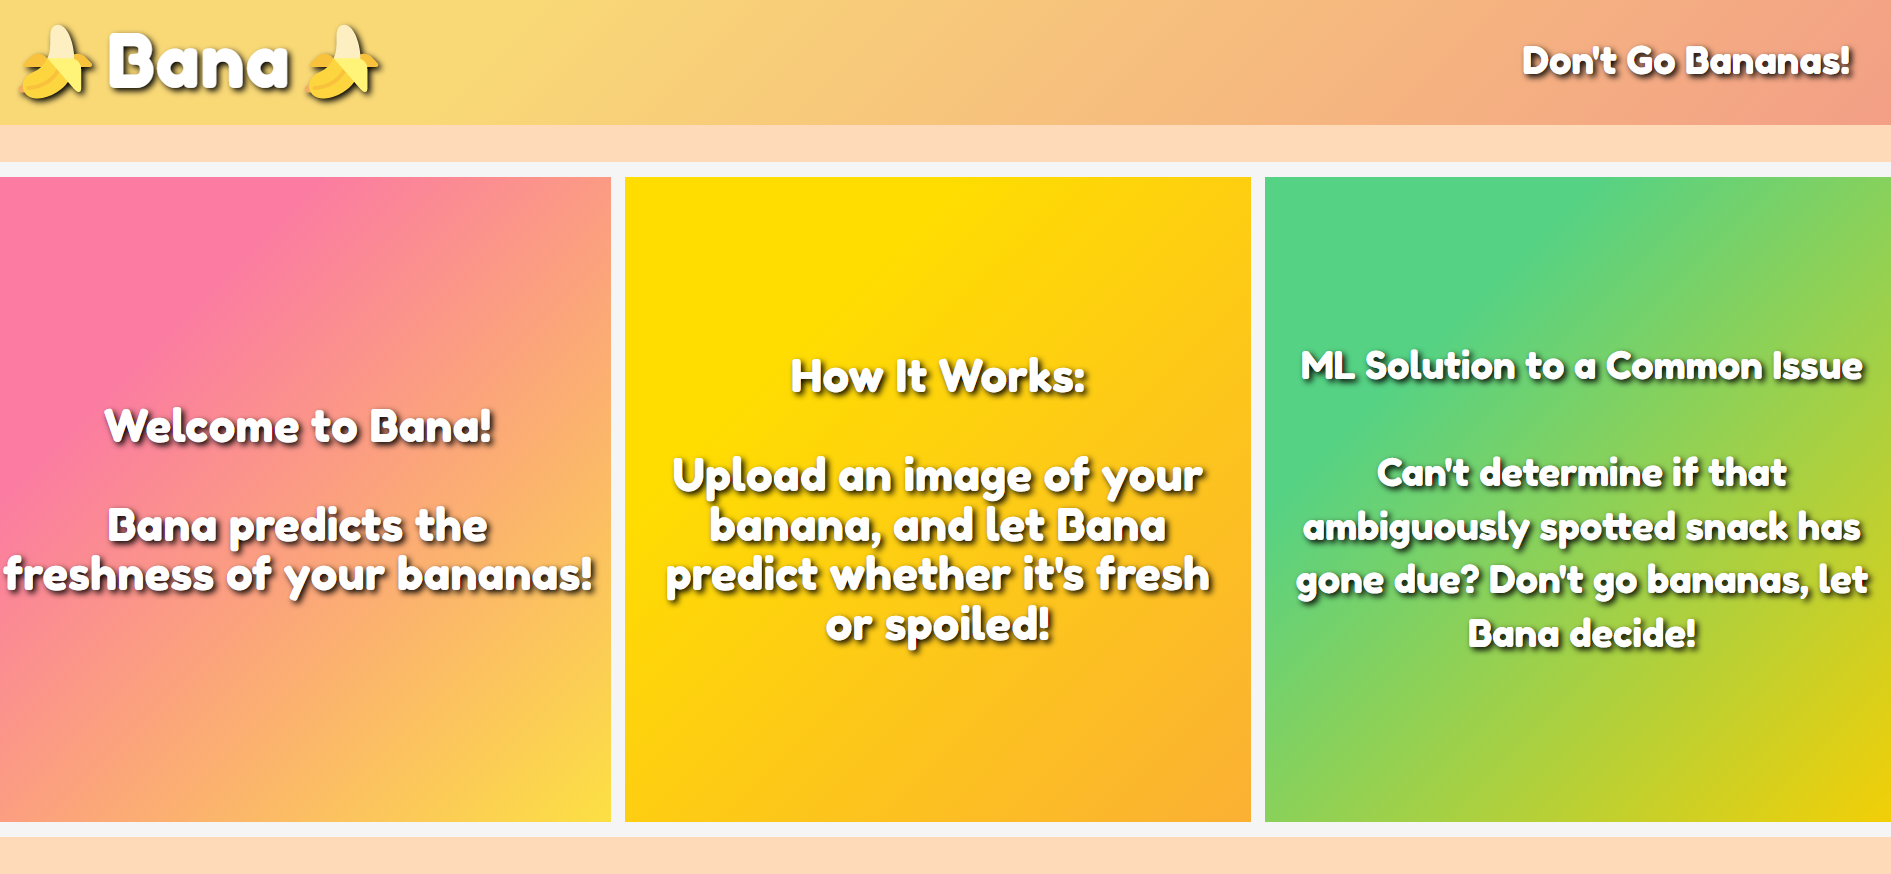 Bana
Don't Go Bananas!
Welcome to Bana!
Bana predicts the
freshness of your bananas!
How It Works:
Upload an image of your
banana, and let Bana
predict whether it's fresh
or spoiled!
ML Solution to a Common Issue
Can't determine if that
ambiguously spotted snack has
gone due? Don't go bananas, let
Bana decide!